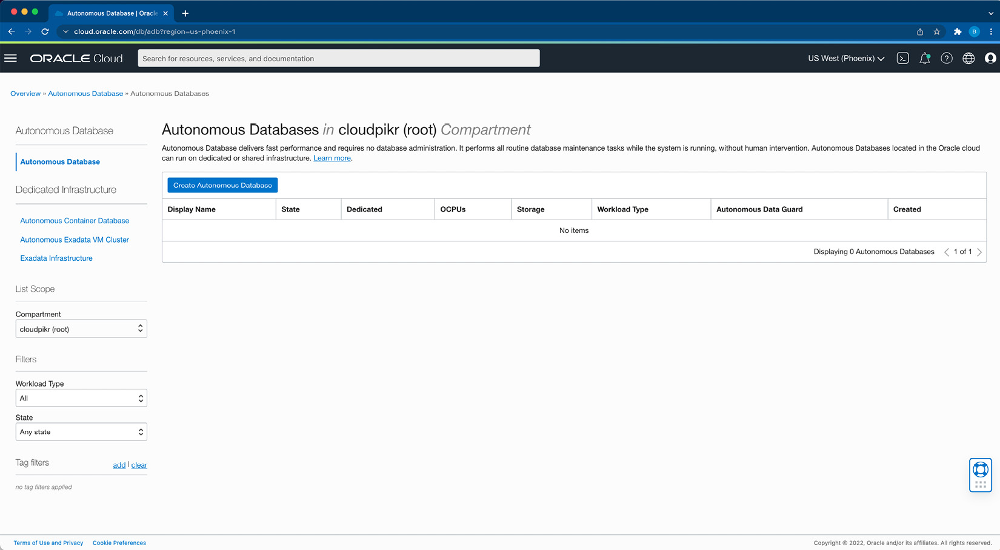 Autonomous Database | Oracle
cloud.oracle.com/db/adb?region=us-phoenix-1
B
ORACLE Cloud
Search for resources, services, and documentation
US West (Phoenix)
Overview » Autonomous Database » Autonomous Databases
Autonomous Database
Autonomous Database
Dedicated Infrastructure
Autonomous Container Database
Autonomous Exadata VM Cluster
Exadata Infrastructure
List Scope
Compartment
cloudpikr (root)
Filters
Workload Type
All
State
Any state
Tag filters
add | clear
no tag filters applied
Autonomous Databases in cloudpikr (root) Compartment
Autonomous Database delivers fast performance and requires no database administration. It performs all routine database maintenance tasks while the system is running, without human intervention. Autonomous Databases located in the Oracle cloud
can run on dedicated or shared infrastructure. Learn more.
Create Autonomous Database
Display Name State Dedicated OCPUs Storage Workload Type Autonomous Data Guard Created
No items
Displaying 0 Autonomous Databases < 1 of 1 >
Terms of Use and Privacy Cookie Preferences
Copyright © 2022, Oracle and/or its affiliates. All rights reserved.